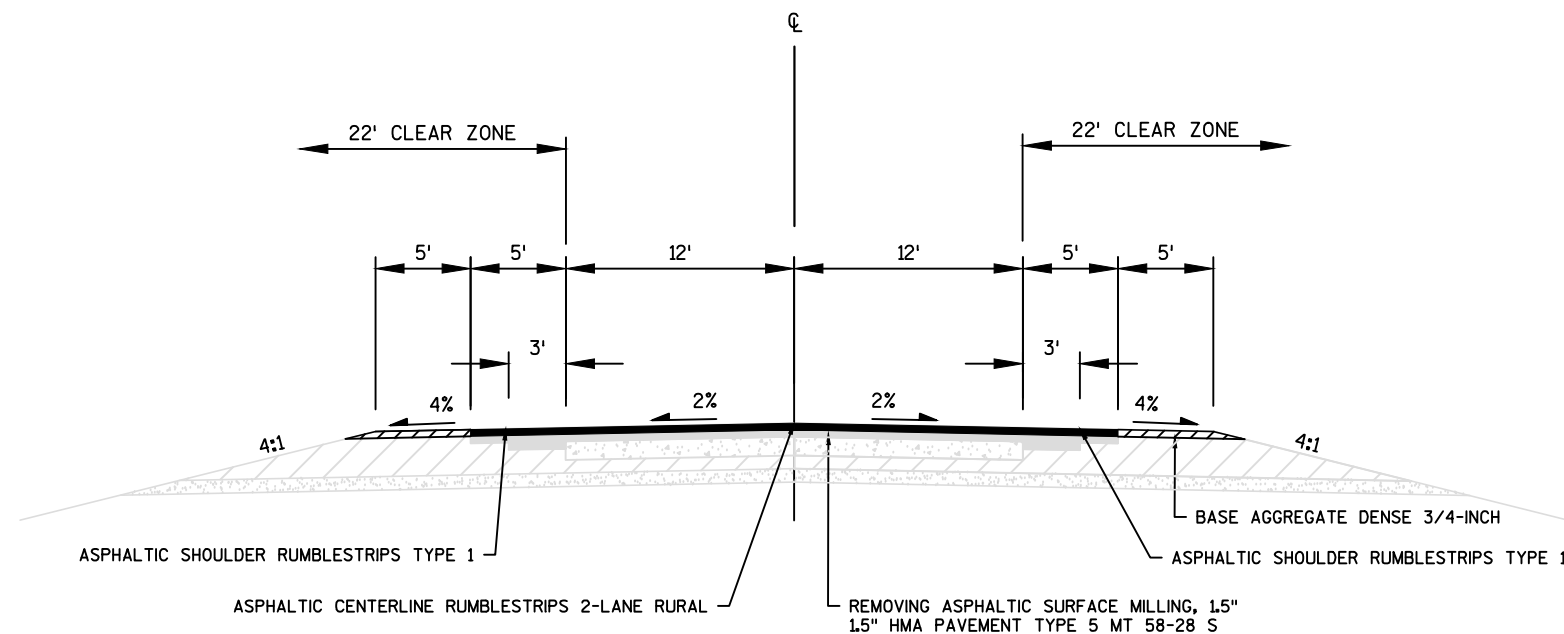 ℄
22' CLEAR ZONE
22' CLEAR ZONE
5'
5'
12'
12'
5'
5'
3'
3'
4%
2%
2%
4%
4:1
4:1
BASE AGGREGATE DENSE 3/4-INCH
ASPHALTIC SHOULDER RUMBLESTRIPS TYPE 1
ASPHALTIC SHOULDER RUMBLESTRIPS TYPE 1
ASPHALTIC CENTERLINE RUMBLESTRIPS 2-LANE RURAL
REMOVING ASPHALTIC SURFACE MILLING, 1.5"
1.5" HMA PAVEMENT TYPE 5 MT 58-28 S